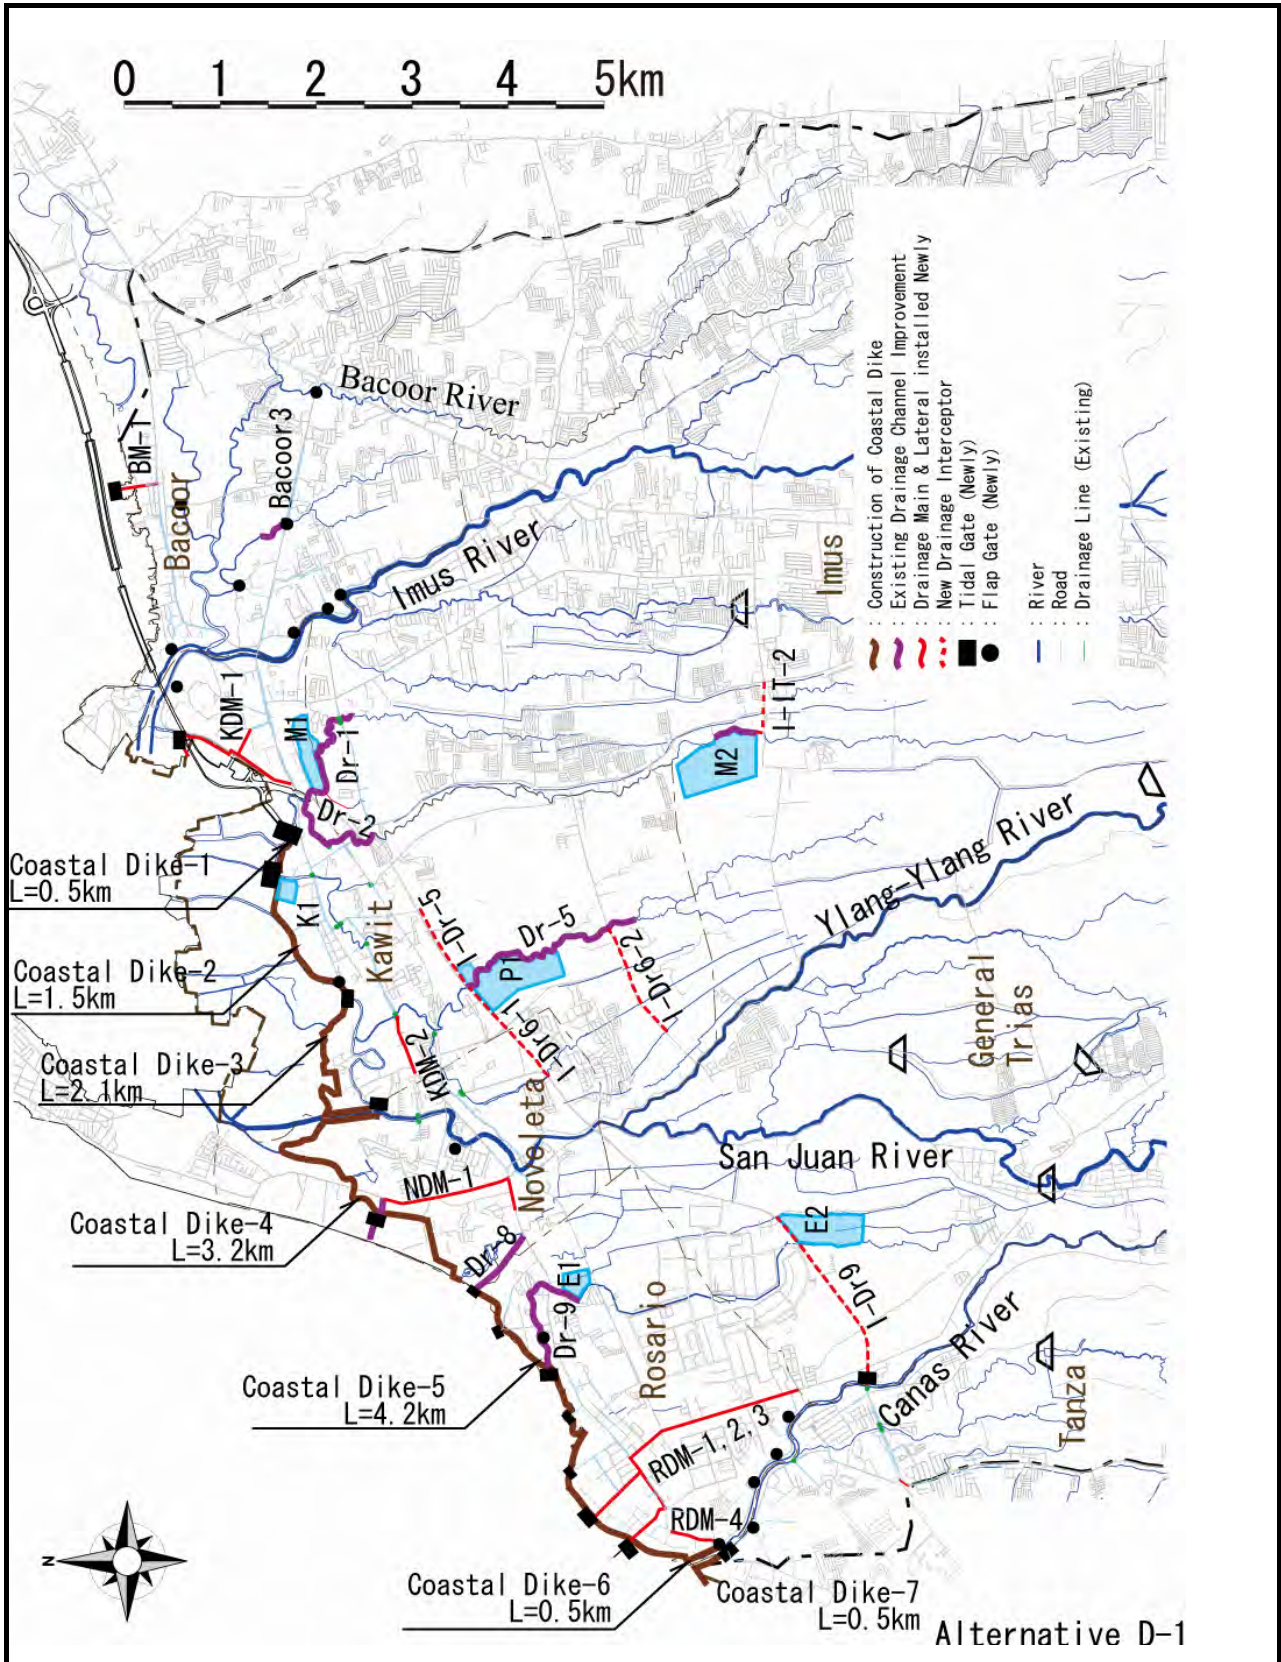 0 1 2 3 4 5km
: Construction of Coastal Dike
: Existing Drainage Channel Improvement
: Drainage Main & Lateral installed Newly
: New Drainage Interceptor
: Tidal Gate (Newly)
: Flap Gate (Newly)
: River
: Road
: Drainage Line (Existing)
Bacoor River
BM-1
Bacoor
Bacoor3
Imus River
Imus
KDM-1
M1
Dr-1
Dr-2
I-IT-2
M2
Coastal Dike-1
L=0.5km
K1
Kawit
I-Dr-5
Dr-5
P1
I-Dr6-2
I-Dr6-1
Ylang-Ylang River
Coastal Dike-2
L=1.5km
General
Trias
Coastal Dike-3
L=2.1km
KDM-2
Noveleta
San Juan River
NDM-1
Coastal Dike-4
L=3.2km
Dr-8
E1
E2
Dr-9
I-Dr9
Rosario
Canas River
Tanza
Coastal Dike-5
L=4.2km
RDM-1,2,3
RDM-4
N
Coastal Dike-6
L=0.5km
Coastal Dike-7
L=0.5km
Alternative D-1